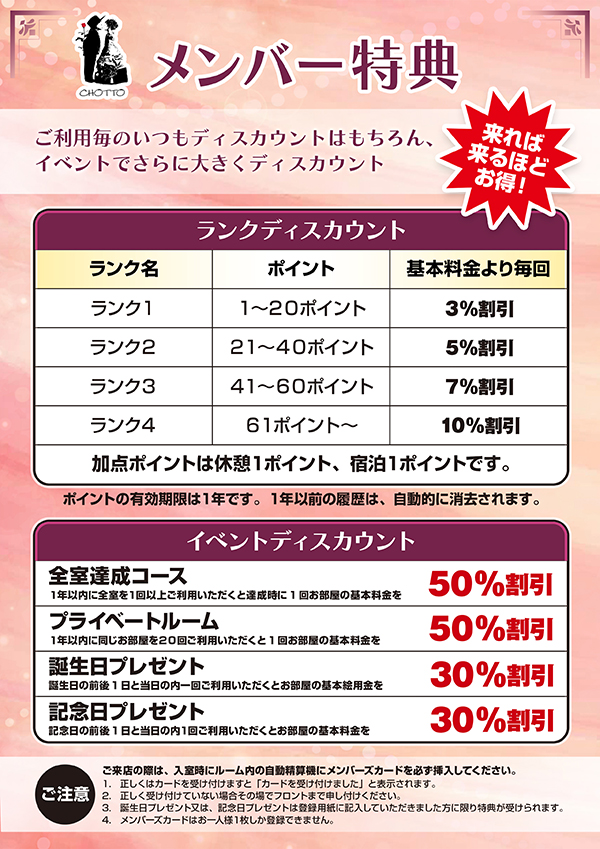 CHOTTO
メンバー特典
ご利用毎のいつもディスカウントはもちろん、
イベントでさらに大きくディスカウント
来れば
来るほど
お得!
ランクディスカウント
ランク名 ポイント 基本料金より毎回
ランク1 1〜20ポイント 3%割引
ランク2 21〜40ポイント 5%割引
ランク3 41〜60ポイント 7%割引
ランク4 61ポイント〜 10%割引
加点ポイントは休憩1ポイント、宿泊1ポイントです。
ポイントの有効期限は1年です。1年以前の履歴は、自動的に消去されます。
イベントディスカウント
全室達成コース
1年以内に全室を1回以上ご利用いただくと達成時に1回お部屋の基本料金を
50%割引
プライベートルーム
1年以内に同じお部屋を20回ご利用いただくと1回お部屋の基本料金を
50%割引
誕生日プレゼント
誕生日の前後1日と当日の内一回ご利用いただくとお部屋の基本絵用金を
30%割引
記念日プレゼント
記念日の前後1日と当日の内1回ご利用いただくとお部屋の基本料金を
30%割引
ご注意
ご来店の際は、入室時にルーム内の自動精算機にメンバーズカードを必ず挿入してください。
1. 正しくはカードを受け付けますと「カードを受け付けました」と表示されます。
2. 正しく受け付けていない場合その場でフロントまで申し付けください。
3. 誕生日プレゼント又は、記念日プレゼントは登録用紙に記入していただきました方に限り特典が受けられます。
4. メンバーズカードはお一人様1枚しか登録できません。